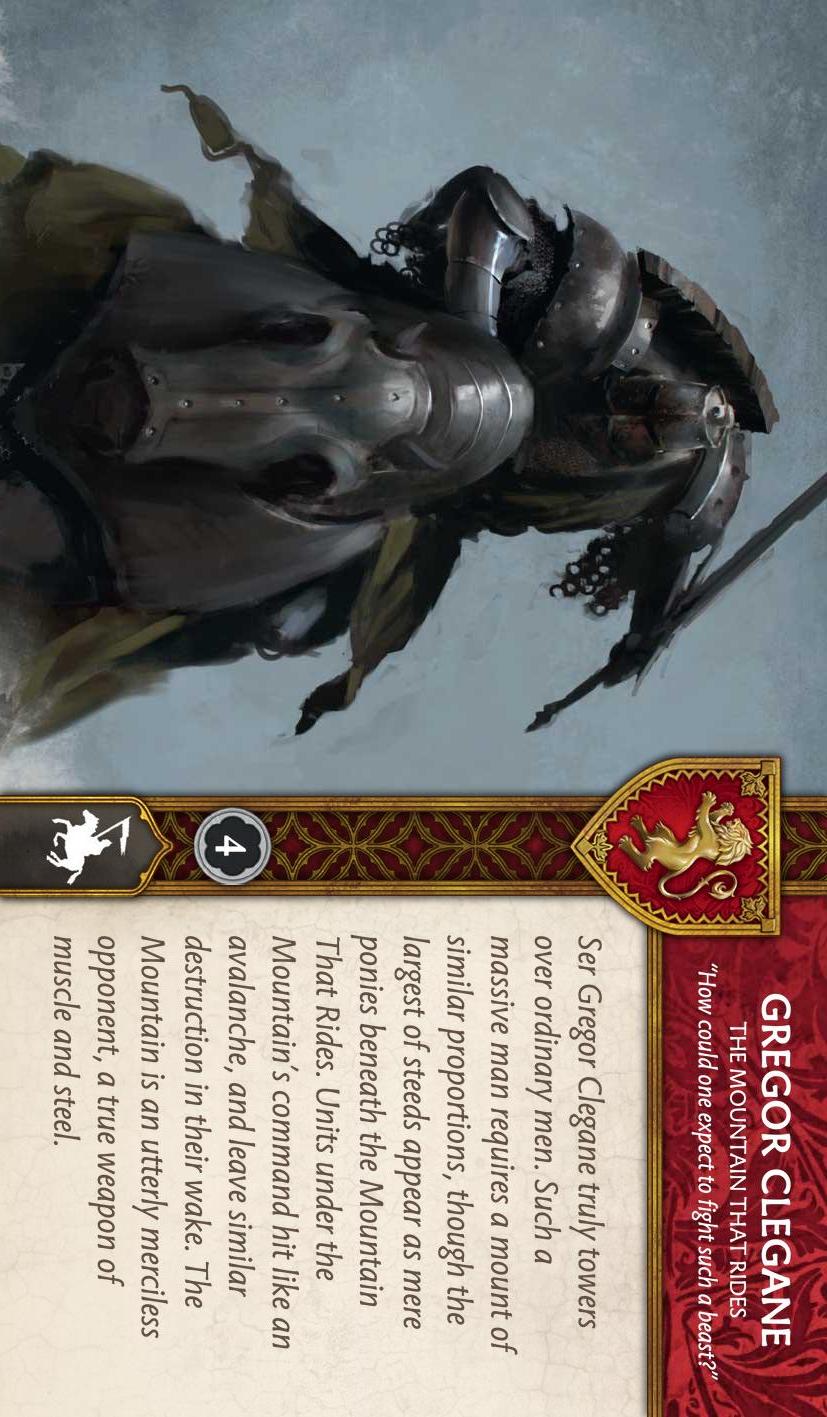 GREGOR CLEGANE
THE MOUNTAIN THAT RIDES
"How could one expect to fight such a beast?"
4
Ser Gregor Clegane truly towers
over ordinary men. Such a
massive man requires a mount of
similar proportions, though the
largest of steeds appear as mere
ponies beneath the Mountain
That Rides. Units under the
Mountain's command hit like an
avalanche, and leave similar
destruction in their wake. The
Mountain is an utterly merciless
opponent, a true weapon of
muscle and steel.